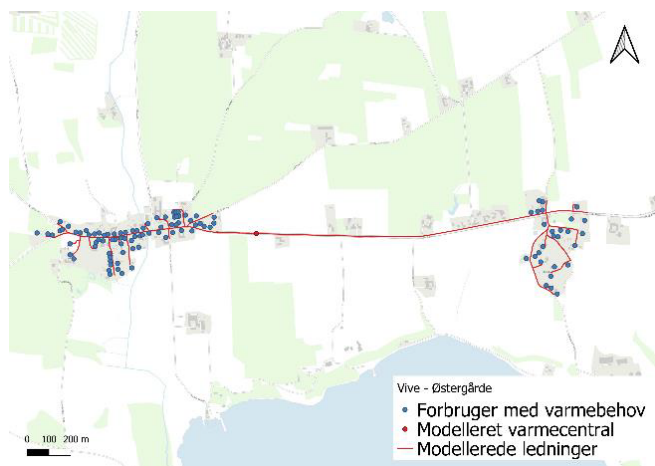 Vive - Østergårde
Forbruger med varmebehov
Modelleret varmecentral
Modellerede ledninger
0 100 200 m